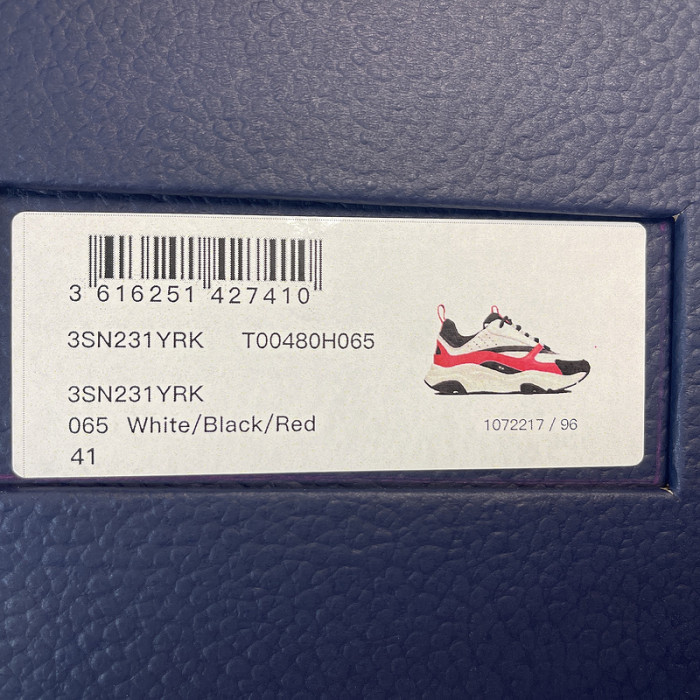 3 616251 427410
3SN231YRK T00480H065
3SN231YRK
065 White/Black/Red
41
1072217 / 96